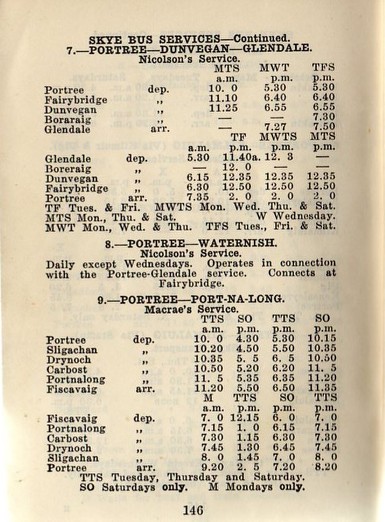 SKYE BUS SERVICES—Continued.
7.—PORTREE—DUNVEGAN—GLENDALE.
Nicolson's Service.
MTS MWT TFS
a.m. p.m. p.m.
Portree dep. 10. 0 5.30 5.30
Fairybridge ,, 11.10 6.40 6.40
Dunvegan ,, 11.25 6.55 6.55
Boraraig ,, — — 7.30
Glendale arr. — 7.27 7.50
TF MWTS MTS
a.m. p.m. p.m. p.m.
Glendale dep. 5.30 11.40a. 12. 3 —
Boreraig ,, — 12. 0 — —
Dunvegan ,, 6.15 12.35 12.35 12.35
Fairybridge ,, 6.30 12.50 12.50 12.50
Portree arr. 7.35 2. 0 2. 0 2. 0
TF Tues. & Fri. MWTS Mon. Wed. Thu. & Sat.
MTS Mon., Thu. & Sat. W Wednesday.
MWT Mon., Wed. & Thu. TFS Tues., Fri. & Sat.
8.—PORTREE—WATERNISH.
Nicolson's Service.
Daily except Wednesdays. Operates in connection
with the Portree-Glendale service. Connects at
Fairybridge.
9.—PORTREE—PORT-NA-LONG.
Macrae's Service.
TTS SO TTS SO
a.m. p.m. p.m. p.m.
Portree dep. 10. 0 4.30 5.30 10.15
Sligachan ,, 10.20 4.50 5.50 10.35
Drynoch ,, 10.35 5. 5 6. 5 10.50
Carbost ,, 10.50 5.20 6.20 11. 5
Portnalong ,, 11. 5 5.35 6.35 11.20
Fiscavaig arr. 11.20 5.50 6.50 11.35
M TTS SO TTS
a.m. p.m. p.m. p.m.
Fiscavaig dep. 7. 0 12.15 6. 0 7. 0
Portnalong ,, 7.15 1. 0 6.15 7.15
Carbost ,, 7.30 1.15 6.30 7.30
Drynoch ,, 7.45 1.30 6.45 7.45
Sligachan ,, 8. 0 1.45 7. 0 8. 0
Portree arr. 9.20 2. 5 7.20 8.20
TTS Tuesday, Thursday and Saturday.
SO Saturdays only. M Mondays only.
146